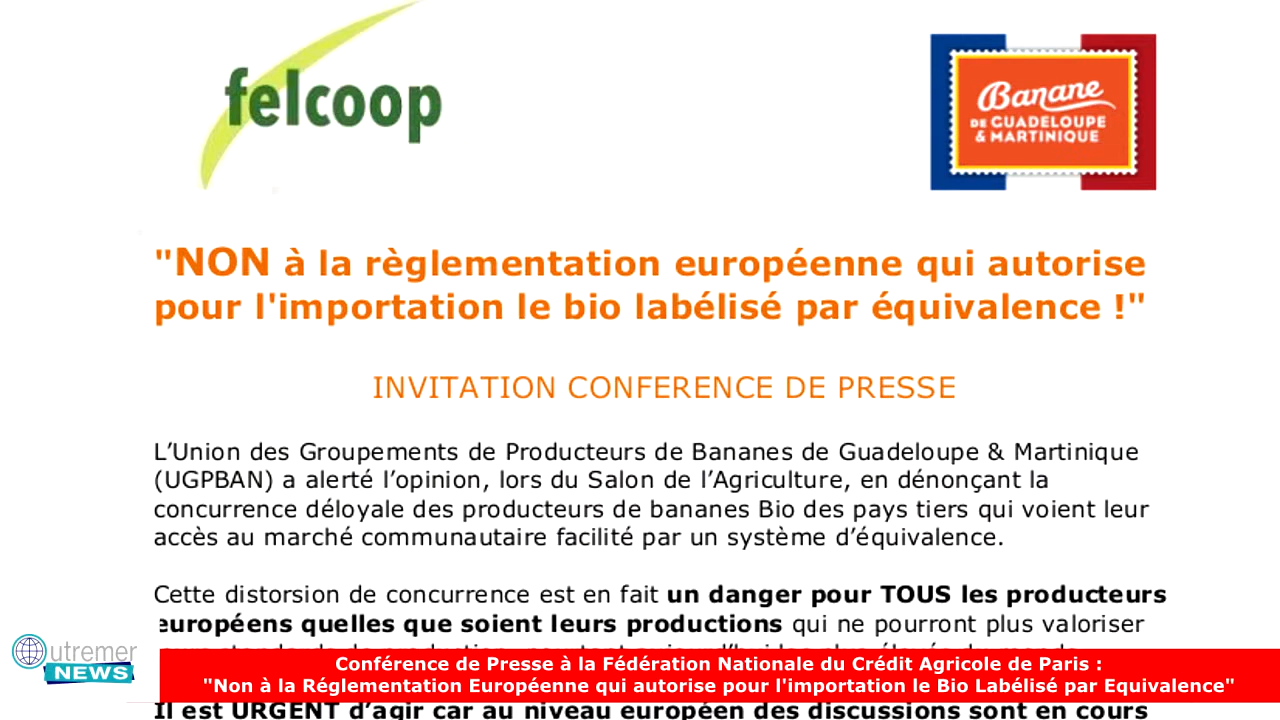 felcoop
Banane
DE GUADELOUPE
& MARTINIQUE
"NON à la règlementation européenne qui autorise
pour l'importation le bio labélisé par équivalence !"
INVITATION CONFERENCE DE PRESSE
L’Union des Groupements de Producteurs de Bananes de Guadeloupe & Martinique
(UGPBAN) a alerté l’opinion, lors du Salon de l’Agriculture, en dénonçant la
concurrence déloyale des producteurs de bananes Bio des pays tiers qui voient leur
accès au marché communautaire facilité par un système d’équivalence.
Cette distorsion de concurrence est en fait un danger pour TOUS les producteurs
européens quelles que soient leurs productions qui ne pourront plus valoriser
Il est URGENT d’agir car au niveau européen des discussions sont en cours
Outremer
NEWS
Conférence de Presse à la Fédération Nationale du Crédit Agricole de Paris :
"Non à la Réglementation Européenne qui autorise pour l'importation le Bio Labélisé par Equivalence"